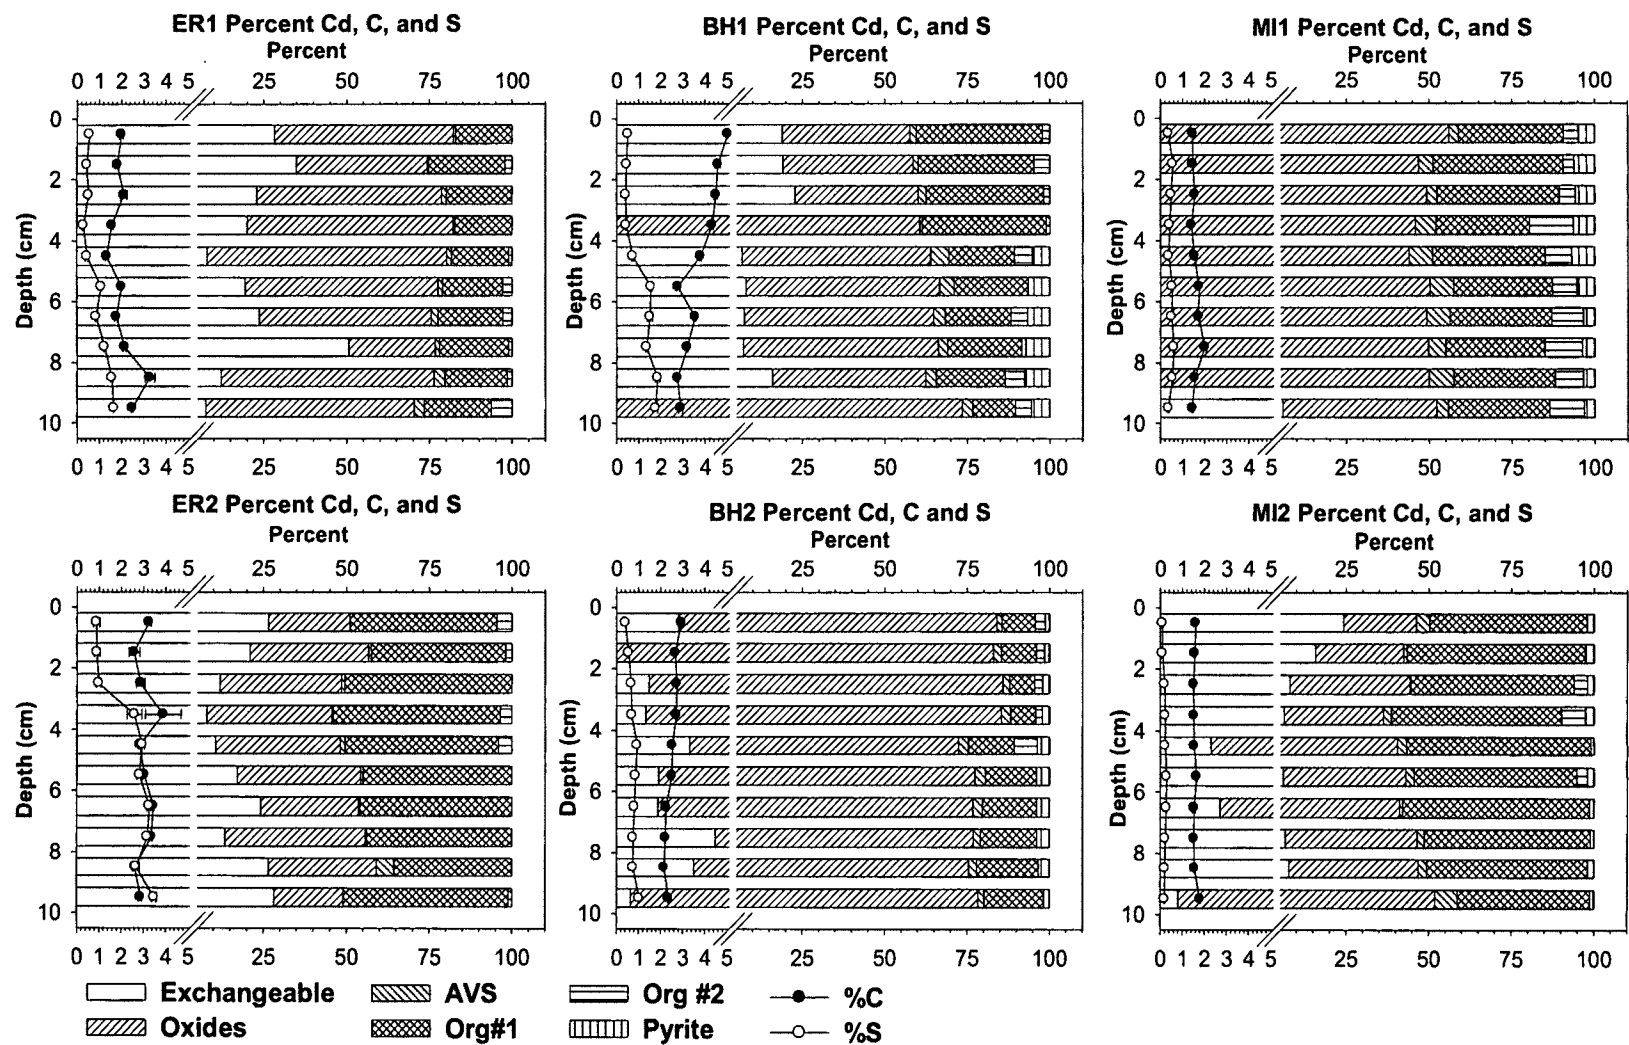 ER1 Percent Cd, C, and S
Percent
0 1 2 3 4 5 25 50 75 100
0
2
4
6
8
10
Depth (cm)
0 1 2 3 4 5 25 50 75 100
BH1 Percent Cd, C, and S
Percent
0 1 2 3 4 5 25 50 75 100
0
2
4
6
8
10
Depth (cm)
0 1 2 3 4 5 25 50 75 100
MI1 Percent Cd, C, and S
Percent
0 1 2 3 4 5 25 50 75 100
0
2
4
6
8
10
Depth (cm)
0 1 2 3 4 5 25 50 75 100
ER2 Percent Cd, C, and S
Percent
0 1 2 3 4 5 25 50 75 100
0
2
4
6
8
10
Depth (cm)
0 1 2 3 4 5 25 50 75 100
BH2 Percent Cd, C and S
Percent
0 1 2 3 4 5 25 50 75 100
0
2
4
6
8
10
Depth (cm)
0 1 2 3 4 5 25 50 75 100
MI2 Percent Cd, C, and S
Percent
0 1 2 3 4 5 25 50 75 100
0
2
4
6
8
10
Depth (cm)
0 1 2 3 4 5 25 50 75 100
Exchangeable AVS Org #2 %C
Oxides Org#1 Pyrite %S